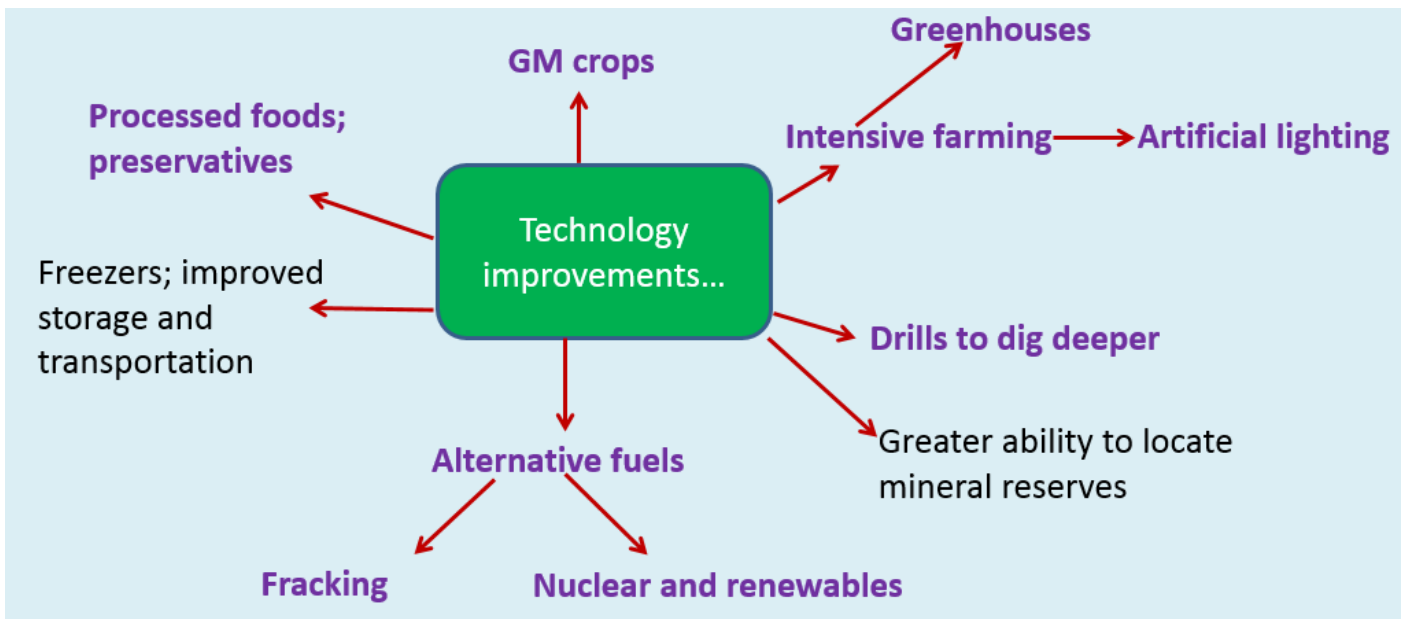 Greenhouses
GM crops
Processed foods;
preservatives
Intensive farming
Artificial lighting
Technology
improvements…
Freezers; improved
storage and
transportation
Drills to dig deeper
Greater ability to locate
mineral reserves
Alternative fuels
Fracking
Nuclear and renewables